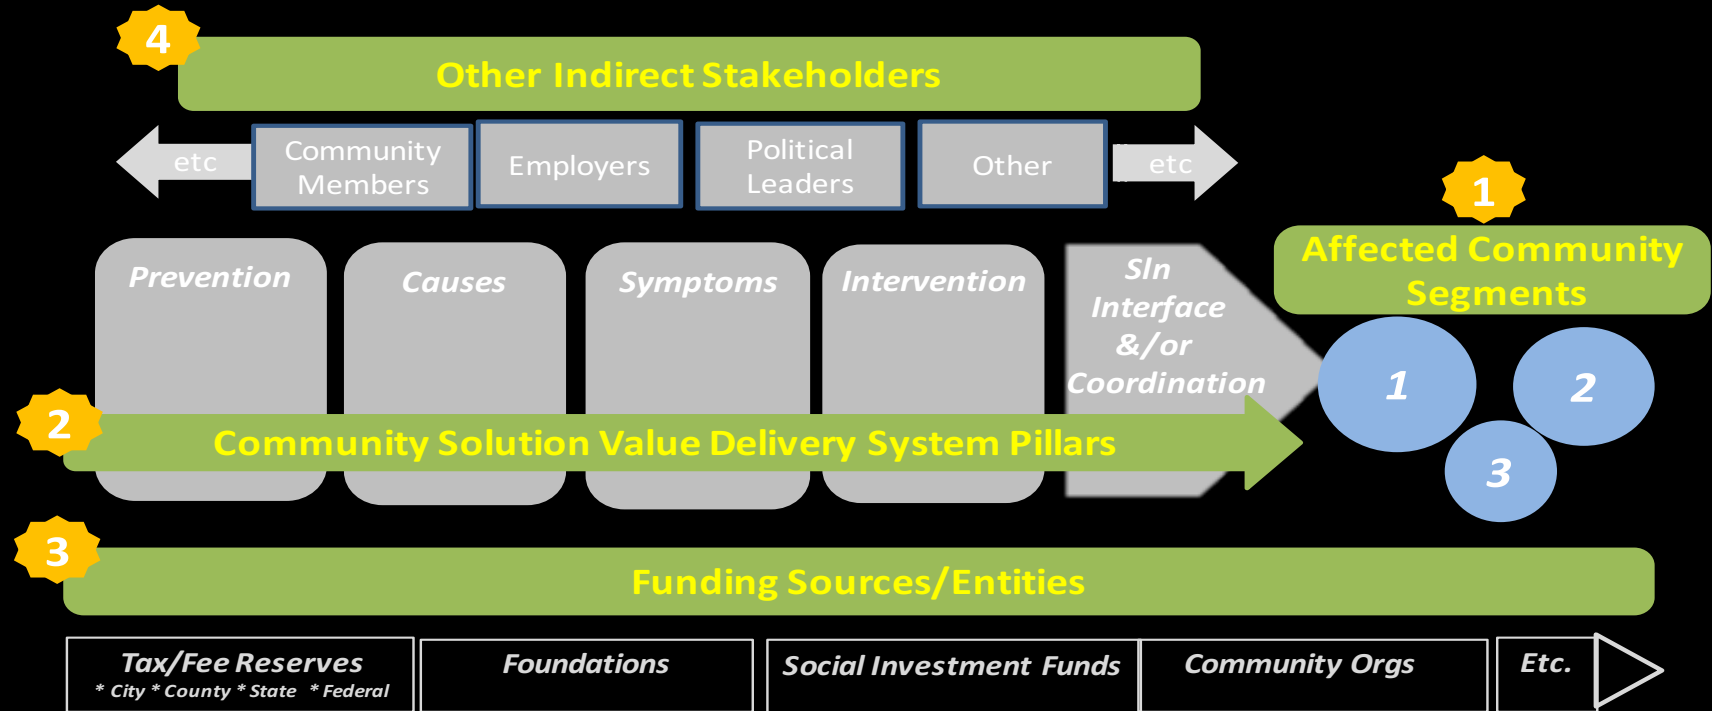 4
Other Indirect Stakeholders
etc
Community
Members
Employers
Political
Leaders
Other
etc
1
Affected Community
Segments
Prevention
Causes
Symptoms
Intervention
Sln
Interface
&/or
Coordination
1
2
3
2
Community Solution Value Delivery System Pillars
3
Funding Sources/Entities
Tax/Fee Reserves
* City * County * State * Federal
Foundations
Social Investment Funds
Community Orgs
Etc.